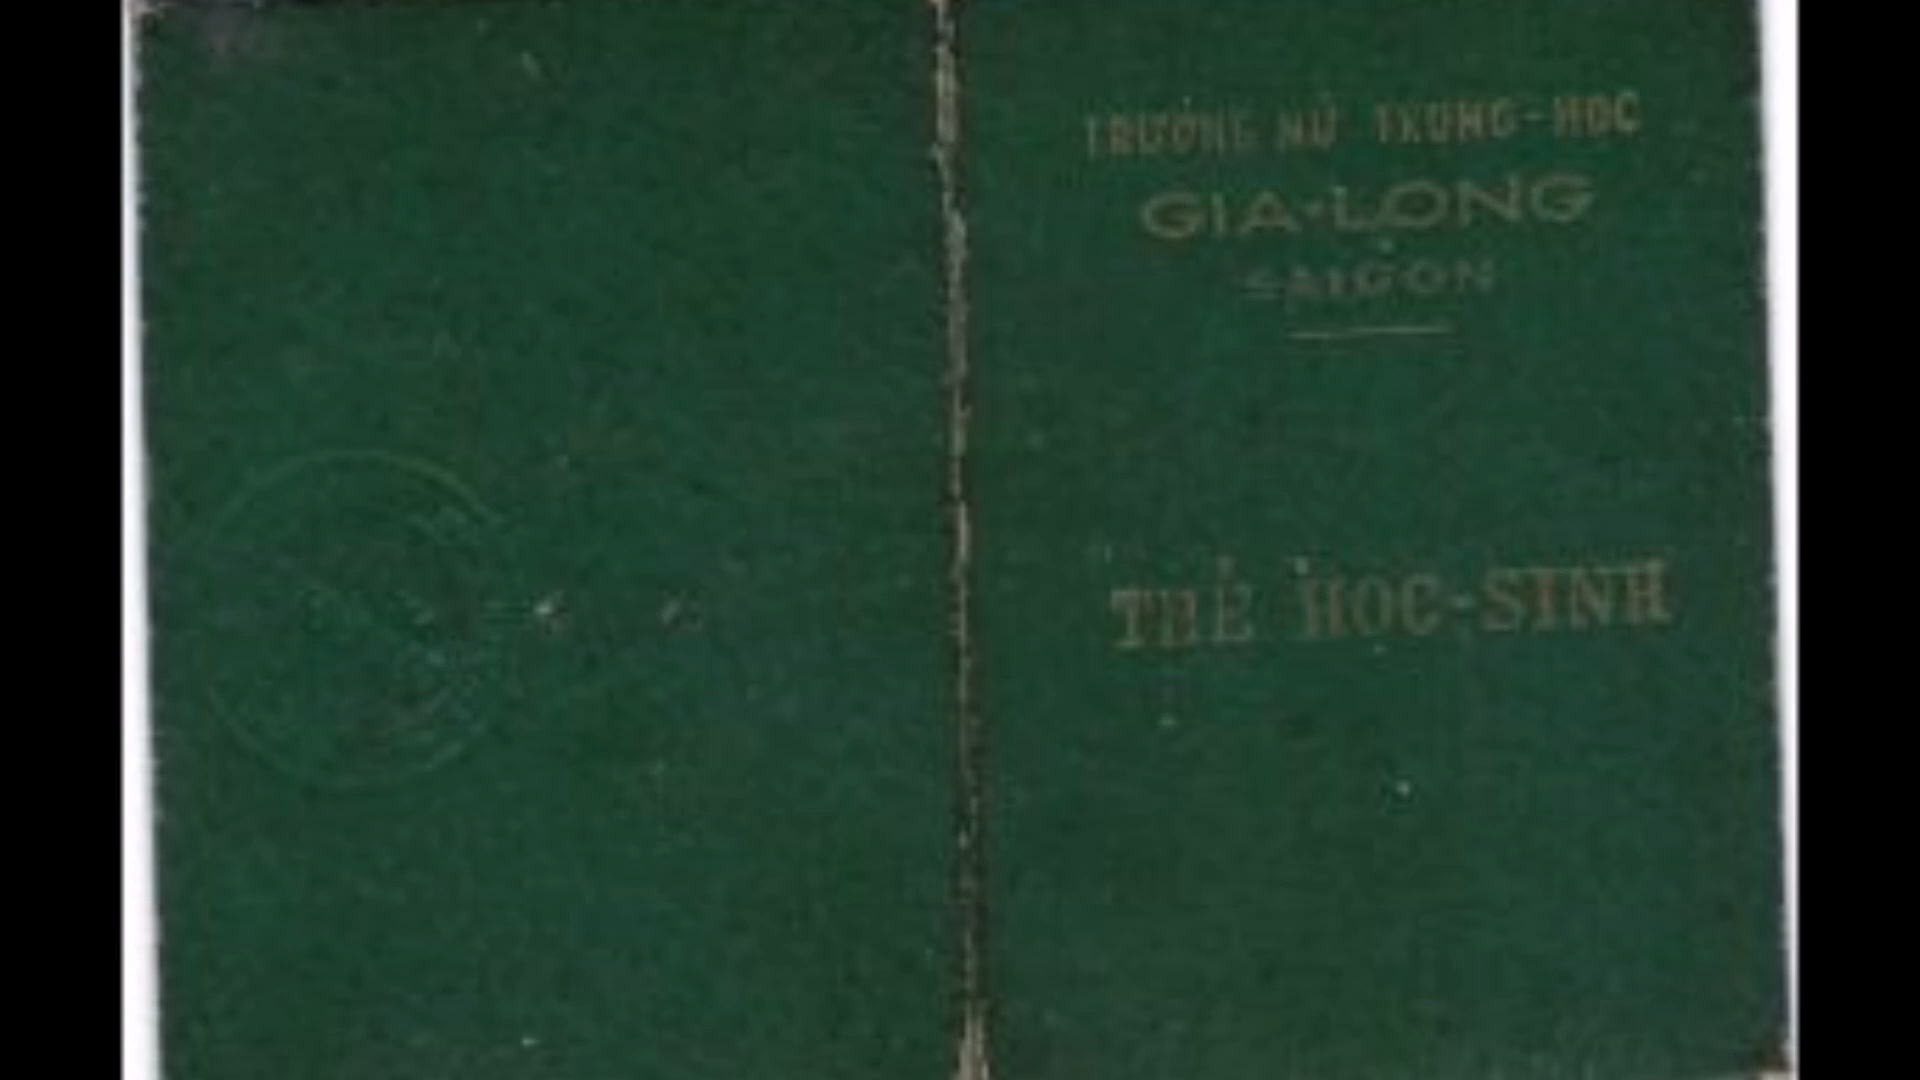 TRƯỜNG NỮ TRUNG-HỌC
GIA-LONG
SAIGON
THẺ HỌC-SINH